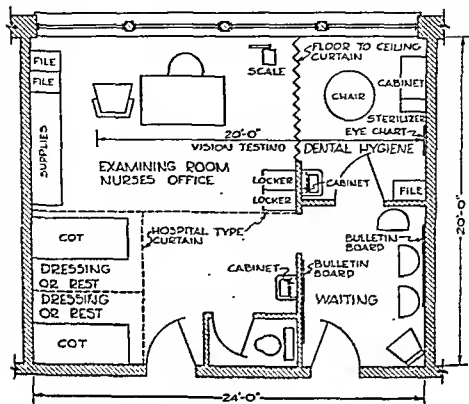 FILE
FILE
SUPPLIES
SCALE
FLOOR TO CEILING
CURTAIN
CABINET
CHAIR
STERILIZER
EYE CHART
20'-0"
VISION TESTING
DENTAL HYGIENE
EXAMINING ROOM
NURSES OFFICE
LOCKER
LOCKER
CABINET
FILE
20'-0"
COT
HOSPITAL TYPE
CURTAIN
BULLETIN
BOARD
BULLETIN
BOARD
DRESSING
OR REST
DRESSING
OR REST
CABINET
WAITING
COT
24'-0"